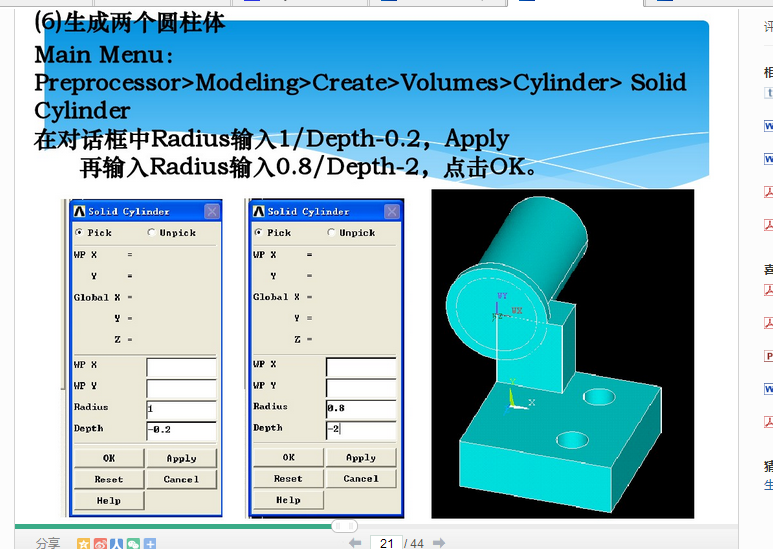 (6)生成两个圆柱体
Main Menu:
Preprocessor>Modeling>Create>Volumes>Cylinder> Solid
Cylinder
在对话框中Radius输入1/Depth-0.2，Apply
再输入Radius输入0.8/Depth-2，点击OK。
Solid Cylinder
Pick Unpick
WP X =
Y =
Global X =
Y =
Z =
WP X
WP Y
Radius 1
Depth -0.2
OK Apply
Reset Cancel
Help
Solid Cylinder
Pick Unpick
WP X =
Y =
Global X =
Y =
Z =
WP X
WP Y
Radius 0.8
Depth -2
OK Apply
Reset Cancel
Help
WY
WX
X
分享
21 / 44
评
相
喜
猜
生